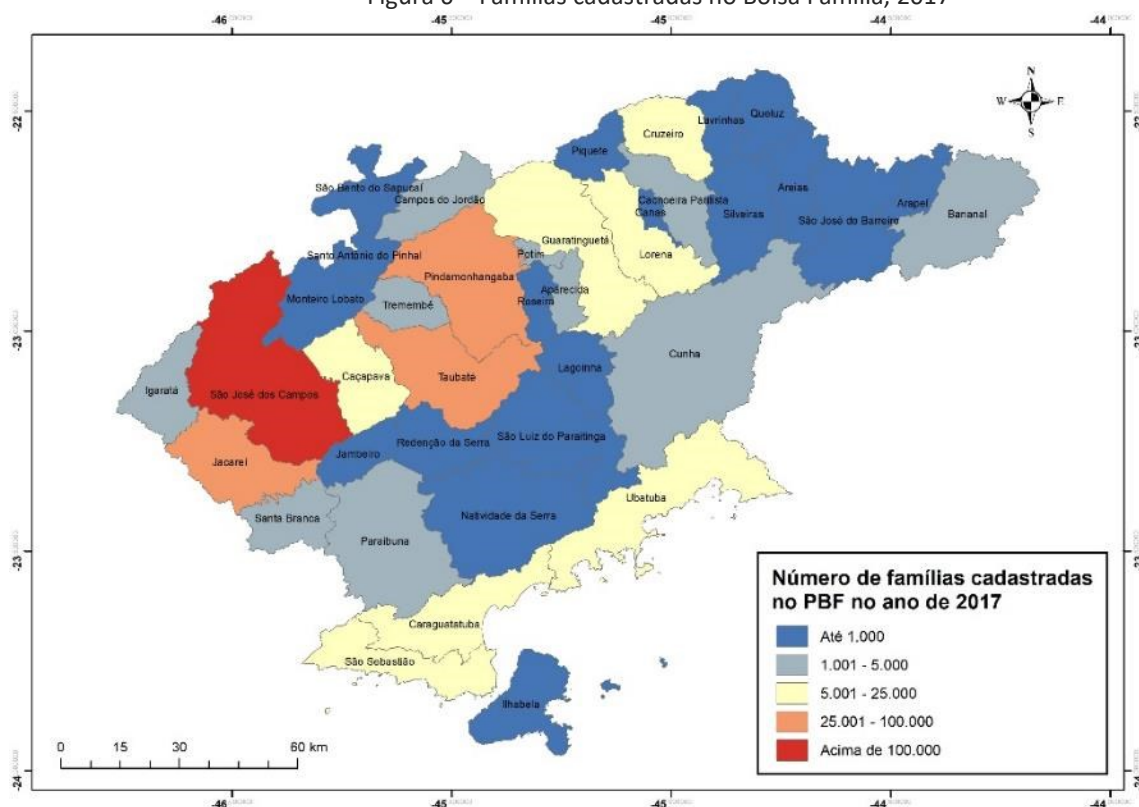 Figura 6 – Famílias cadastradas no Bolsa Família, 2017
-46
-45
-45
-44
-44
N
W E
S
Queluz
Lavrinhas
Cruzeiro
Piquete
São Bento do Sapucaí
Campos do Jordão
Cachoeira Paulista
Canas
Areias
Silveiras
São José do Barreiro
Arapeí
Bananal
Guaratinguetá
Lorena
Santo Antônio do Pinhal
Potim
Pindamonhangaba
Aparecida
Roseira
Monteiro Lobato
Tremembé
Cunha
Lagoinha
Caçapava
Taubaté
Igaratá
São José dos Campos
São Luiz do Paraitinga
Redenção da Serra
Jambeiro
Jacareí
Ubatuba
Santa Branca
Natividade da Serra
Paraibuna
Caraguatatuba
São Sebastião
Ilhabela
Número de famílias cadastradas
no PBF no ano de 2017
Até 1.000
1.001 - 5.000
5.001 - 25.000
25.001 - 100.000
Acima de 100.000
0 15 30 60 km
-22
-23
-23
-24
-23
-23
-24
-46
-45
-45
-44
-44